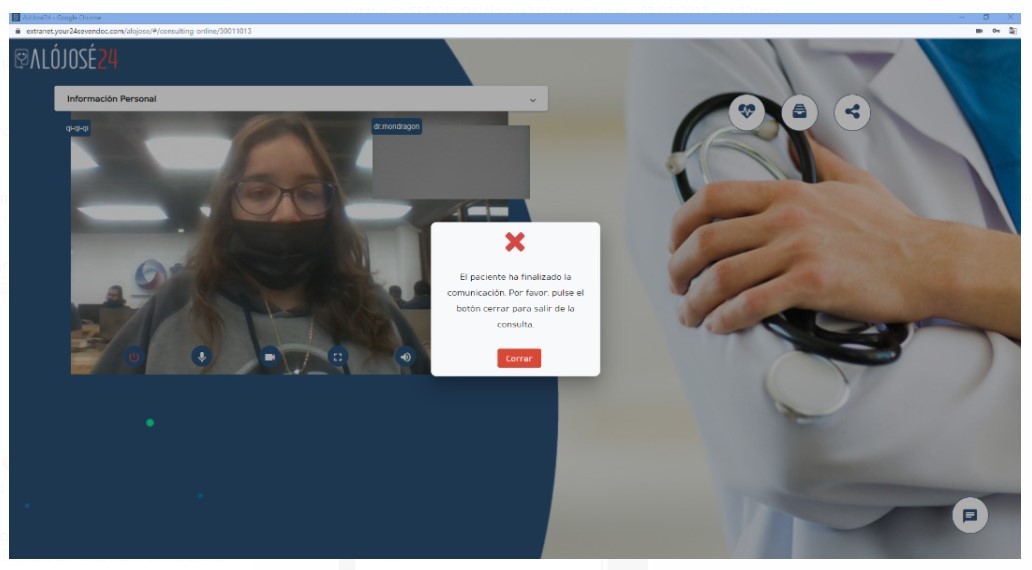 AlóJosé24 - Google Chrome
extranet.your24sevendoc.com/alojose/#/consulting-online/30011013
ALÓJOSÉ24
Información Personal
qi-qi-qi
dr.mondragon
El paciente ha finalizado la
comunicación. Por favor, pulse el
botón cerrar para salir de la
consulta.
Cerrar